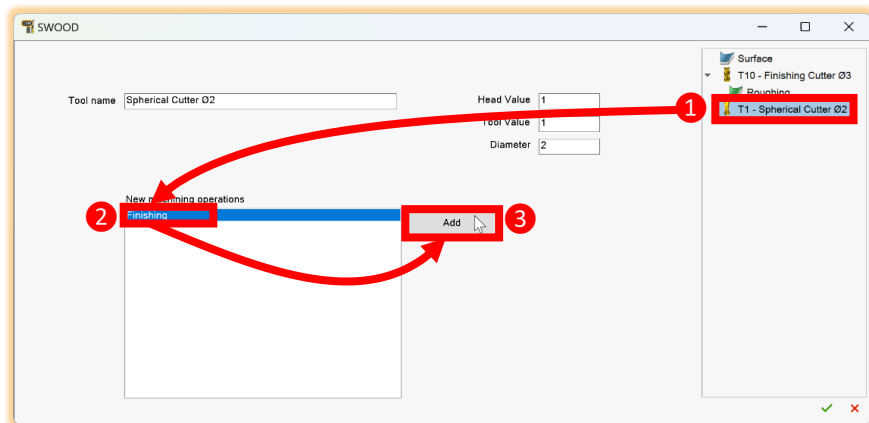 SWOOD
Surface
T10 - Finishing Cutter Ø3
Roughing
1
T1 - Spherical Cutter Ø2
Tool name
Spherical Cutter Ø2
Head Value
1
Tool Value
1
Diameter
2
New machining operations
2
Finishing
Add
3